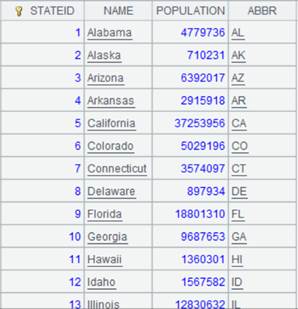 STATEID NAME POPULATION ABBR
1 Alabama 4779736 AL
2 Alaska 710231 AK
3 Arizona 6392017 AZ
4 Arkansas 2915918 AR
5 California 37253956 CA
6 Colorado 5029196 CO
7 Connecticut 3574097 CT
8 Delaware 897934 DE
9 Florida 18801310 FL
10 Georgia 9687653 GA
11 Hawaii 1360301 HI
12 Idaho 1567582 ID
13 Illinois 12830632 IL